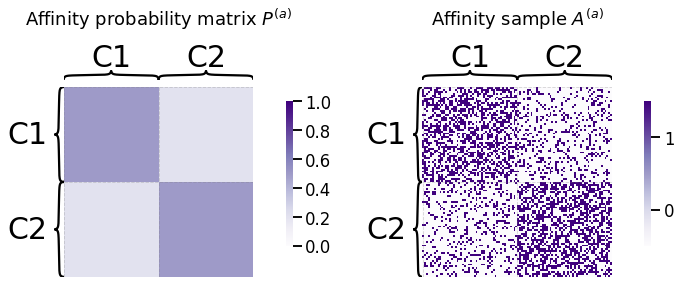 Affinity probability matrix P^(a)
C1 C2
C1
C2
1.0
0.8
0.6
0.4
0.2
0.0
Affinity sample A^(a)
C1 C2
C1
C2
1
0